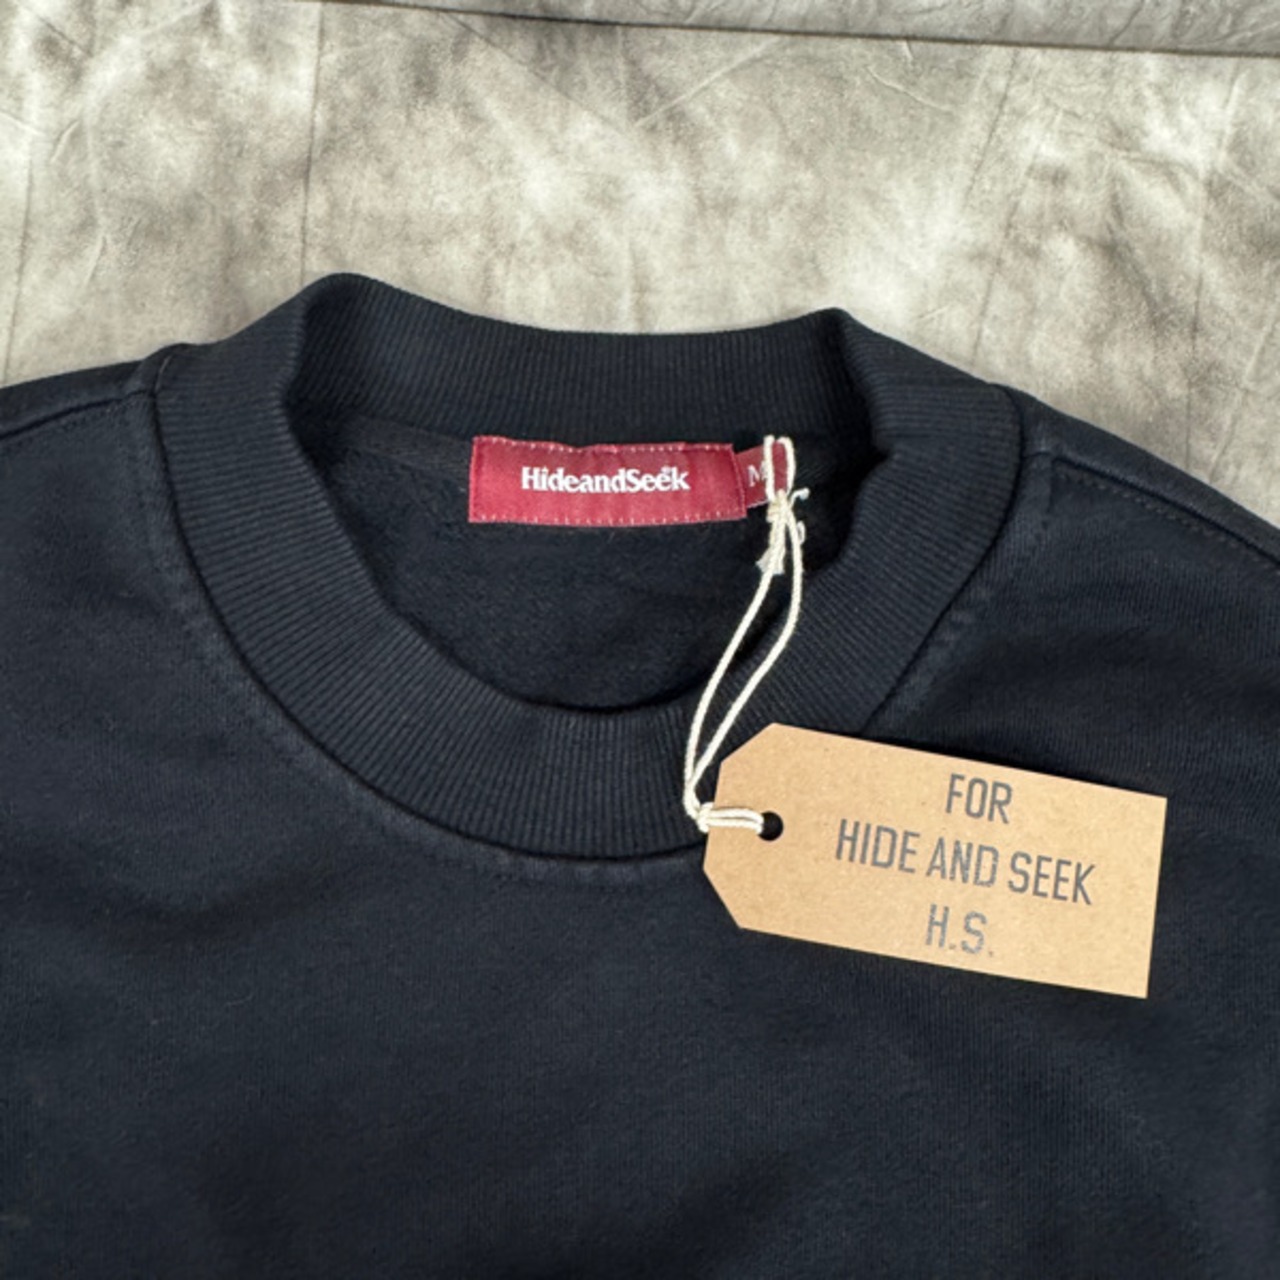 HideandSeek®
M
FOR
HIDE AND SEEK
H.S.